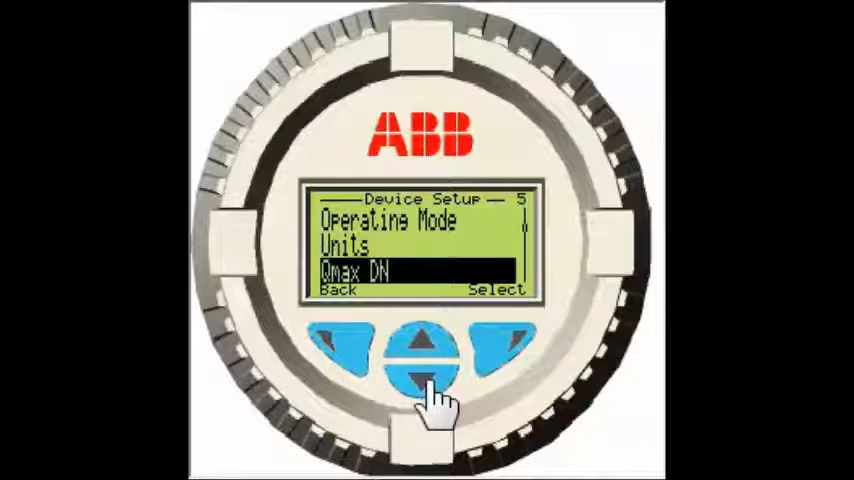 ABB
Device Setup 5
Operating Mode
Units
Qmax DN
Back Select